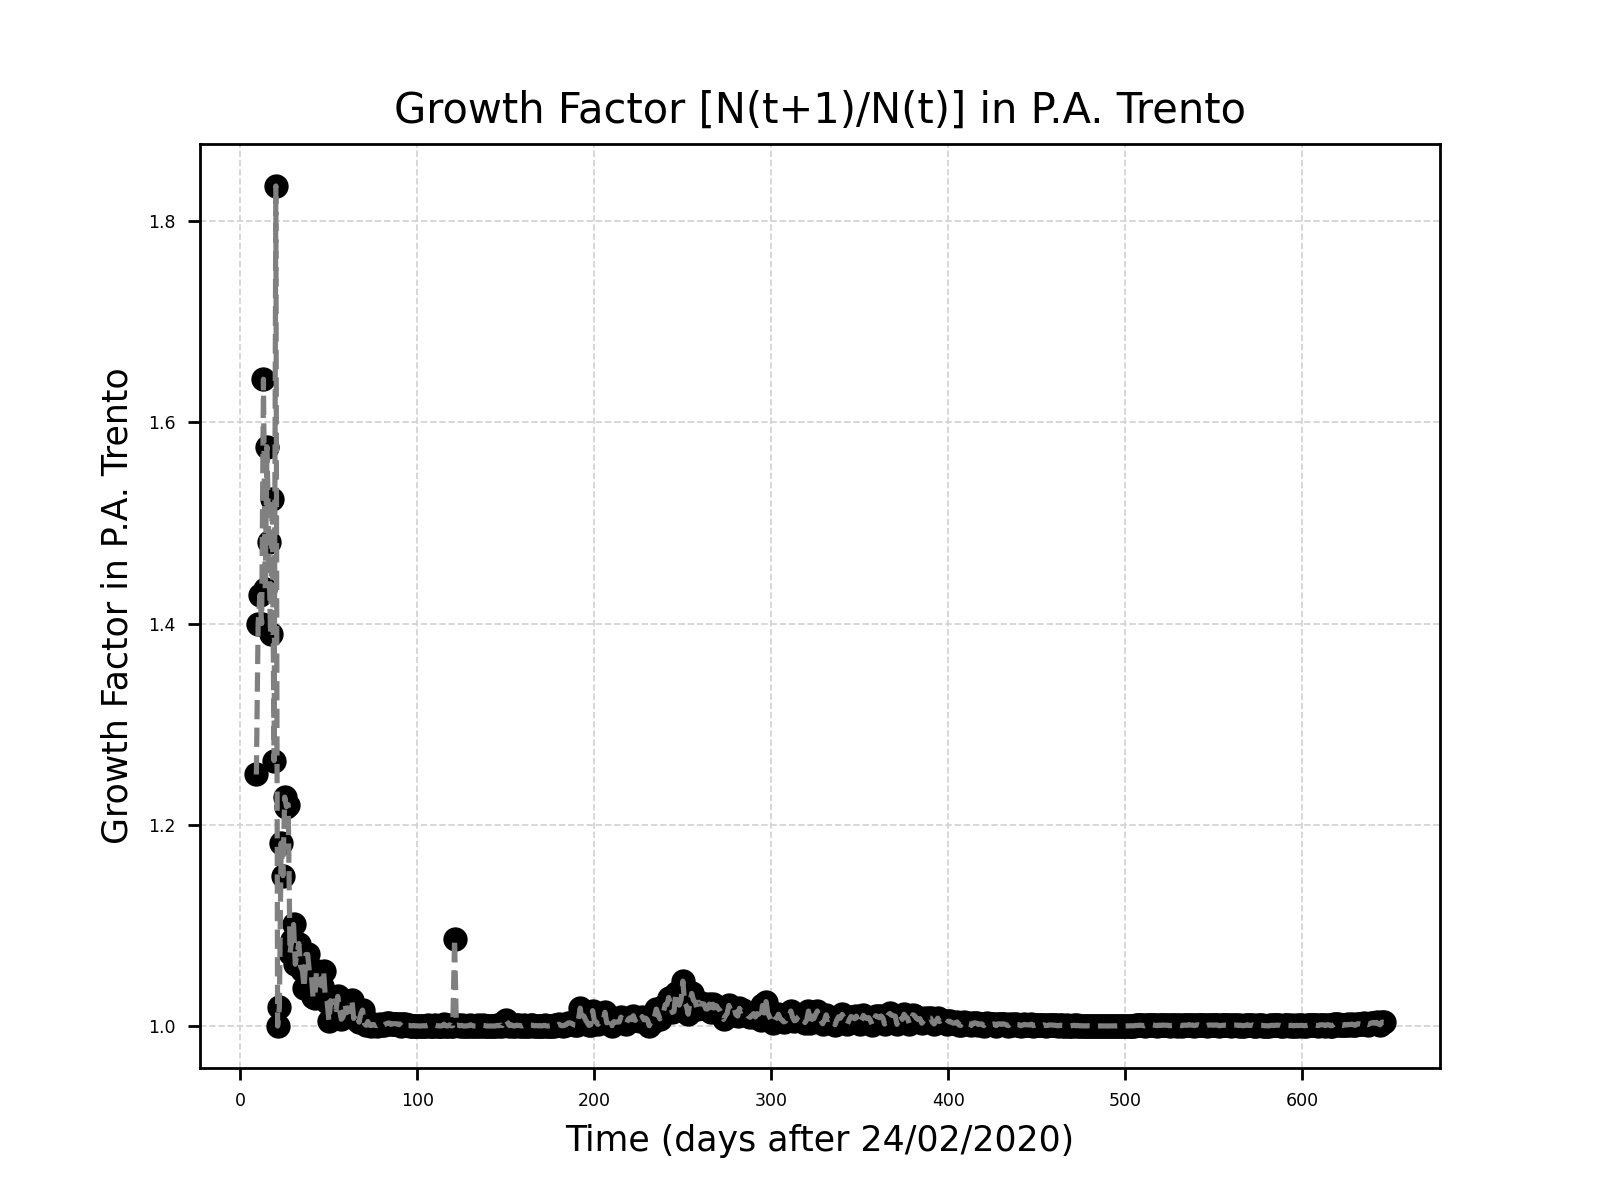 Growth Factor [N(t+1)/N(t)] in P.A. Trento
Growth Factor in P.A. Trento
1.8
1.6
1.4
1.2
1.0
0 100 200 300 400 500 600
Time (days after 24/02/2020)